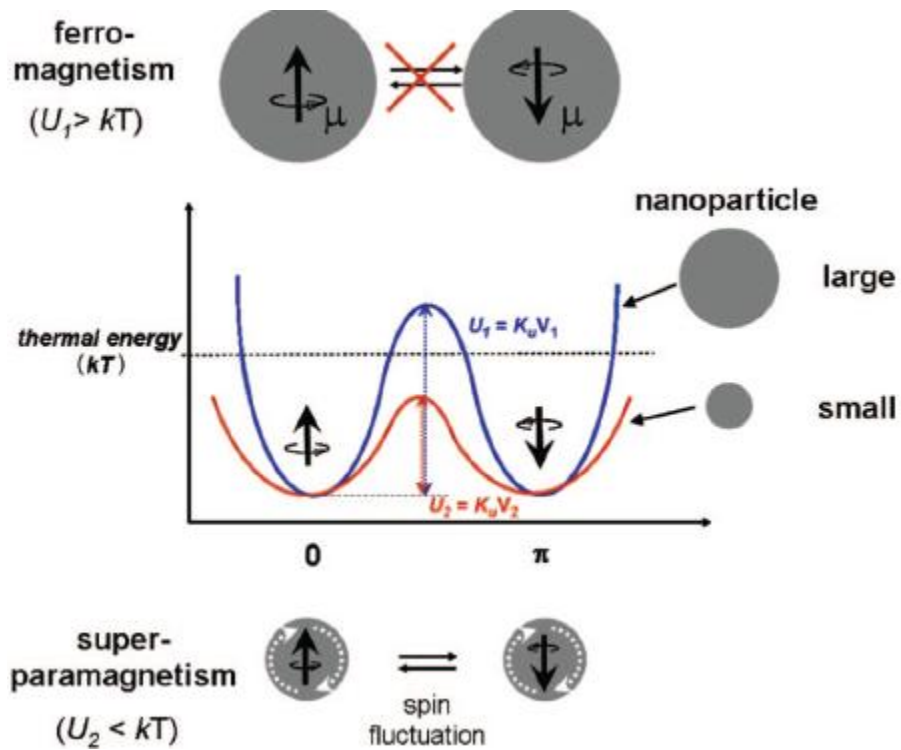 ferro-
magnetism
(U₁> kT)
μ
μ
nanoparticle
large
small
thermal energy
(kT)
U₁ = KᵤV₁
U₂ = KᵤV₂
0
π
super-
paramagnetism
(U₂ < kT)
spin
fluctuation